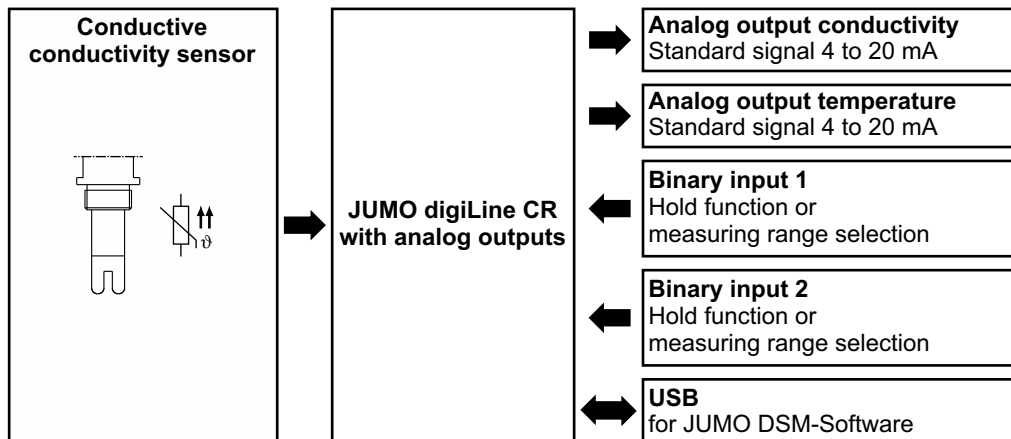 Conductive
conductivity sensor
ϑ
JUMO digiLine CR
with analog outputs
Analog output conductivity
Standard signal 4 to 20 mA
Analog output temperature
Standard signal 4 to 20 mA
Binary input 1
Hold function or
measuring range selection
Binary input 2
Hold function or
measuring range selection
USB
for JUMO DSM-Software